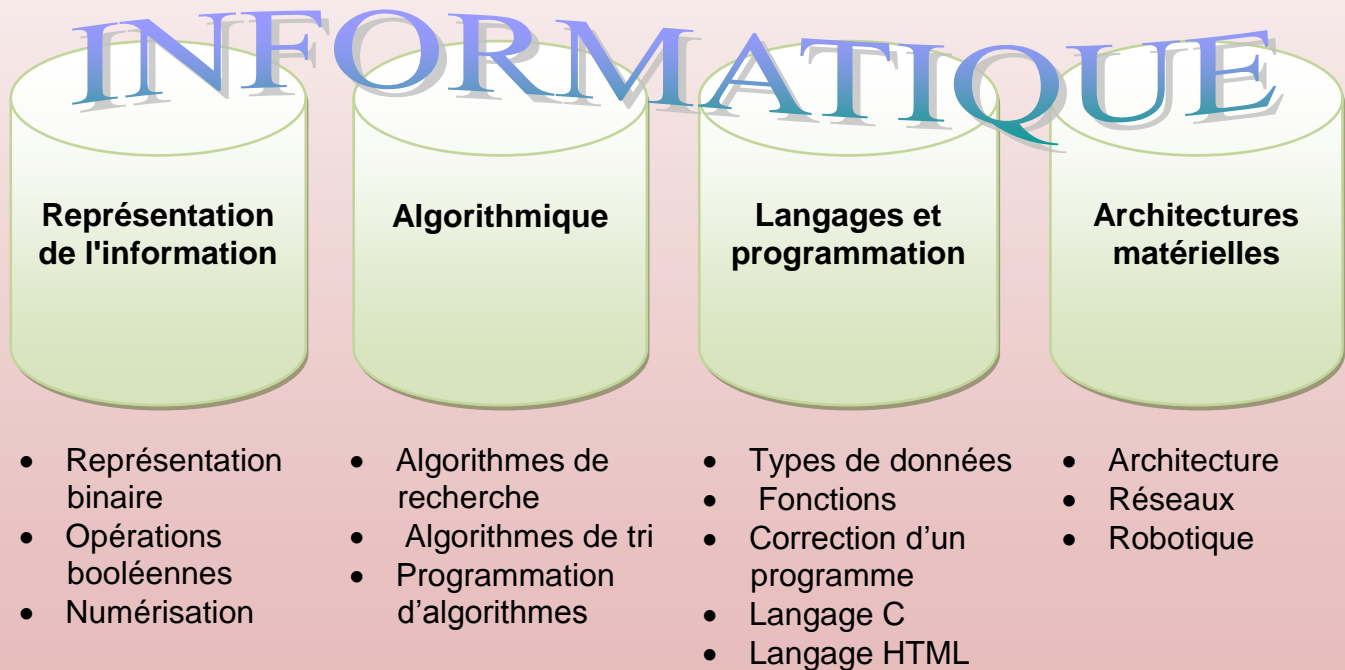 INFORMATIQUE
Représentation
de l'information
Algorithmique
Langages et
programmation
Architectures
matérielles
• Représentation
binaire
• Opérations
booléennes
• Numérisation
• Algorithmes de
recherche
• Algorithmes de tri
• Programmation
d’algorithmes
• Types de données
• Fonctions
• Correction d’un
programme
• Langage C
• Langage HTML
• Architecture
• Réseaux
• Robotique